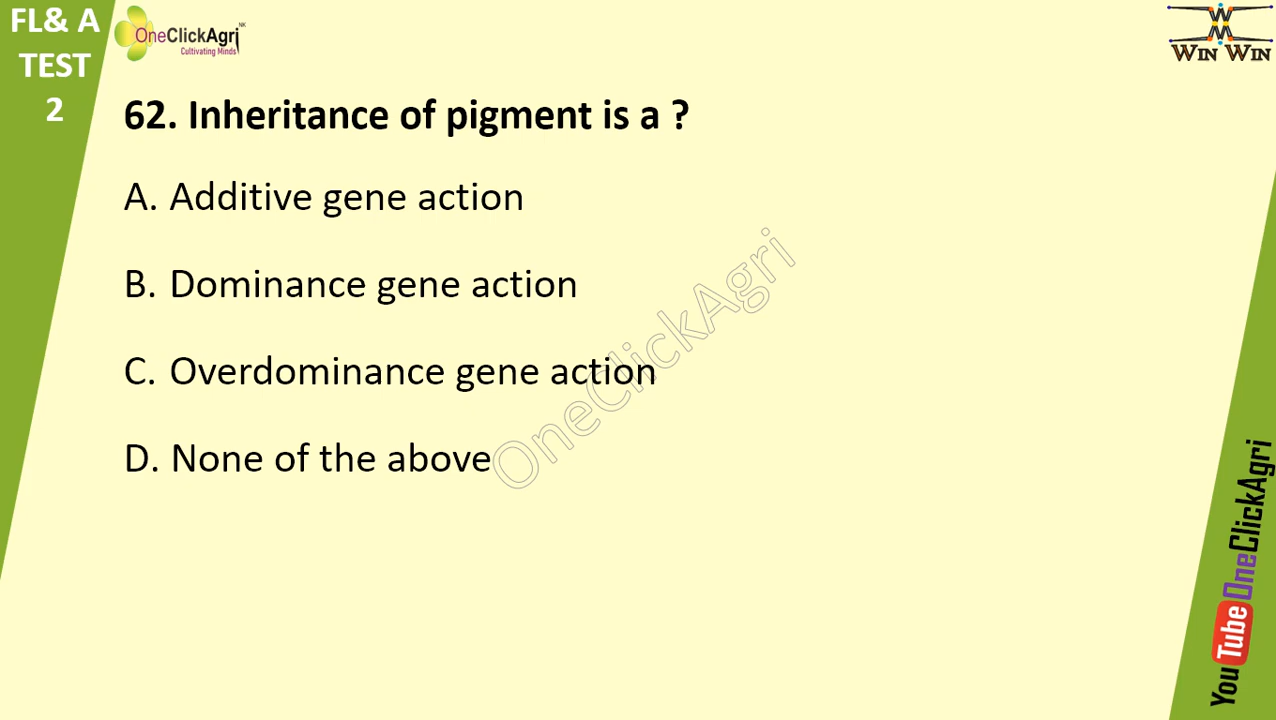 FL& A
TEST
2
OneClickAgri NK
Cultivating Minds
WIN WIN
62. Inheritance of pigment is a ?
A. Additive gene action
B. Dominance gene action
C. Overdominance gene action
D. None of the above
OneClickAgri
YouTube OneClickAgri